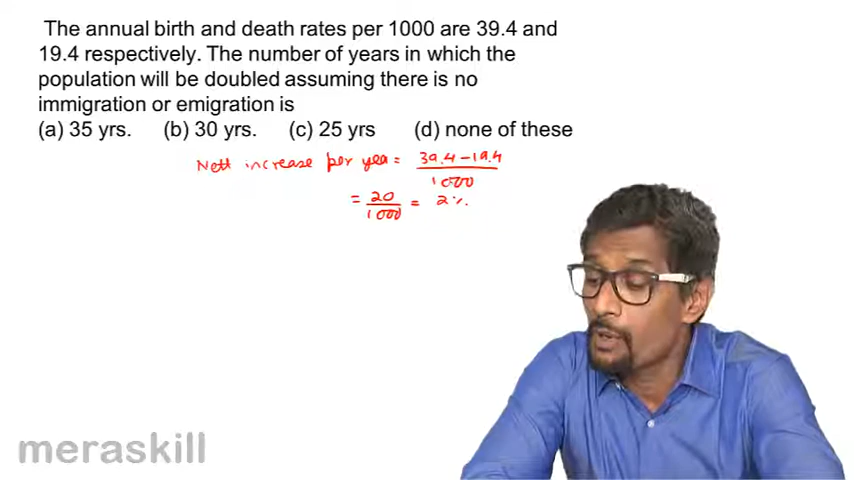 The annual birth and death rates per 1000 are 39.4 and
19.4 respectively. The number of years in which the
population will be doubled assuming there is no
immigration or emigration is
(a) 35 yrs. (b) 30 yrs. (c) 25 yrs (d) none of these
Nett increase per yea = 39.4 - 19.4 / 1000
= 20 / 1000 = 2%.
meraskill